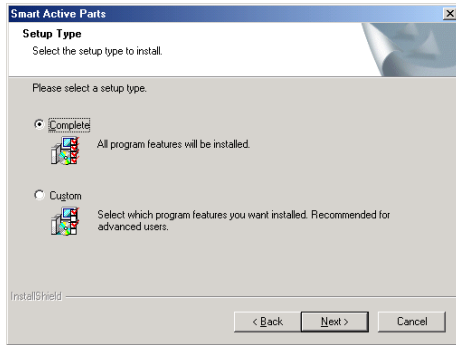 Smart Active Parts
Setup Type
Select the setup type to install.
Please select a setup type.
Complete
All program features will be installed.
Custom
Select which program features you want installed. Recommended for
advanced users.
InstallShield
< Back
Next >
Cancel